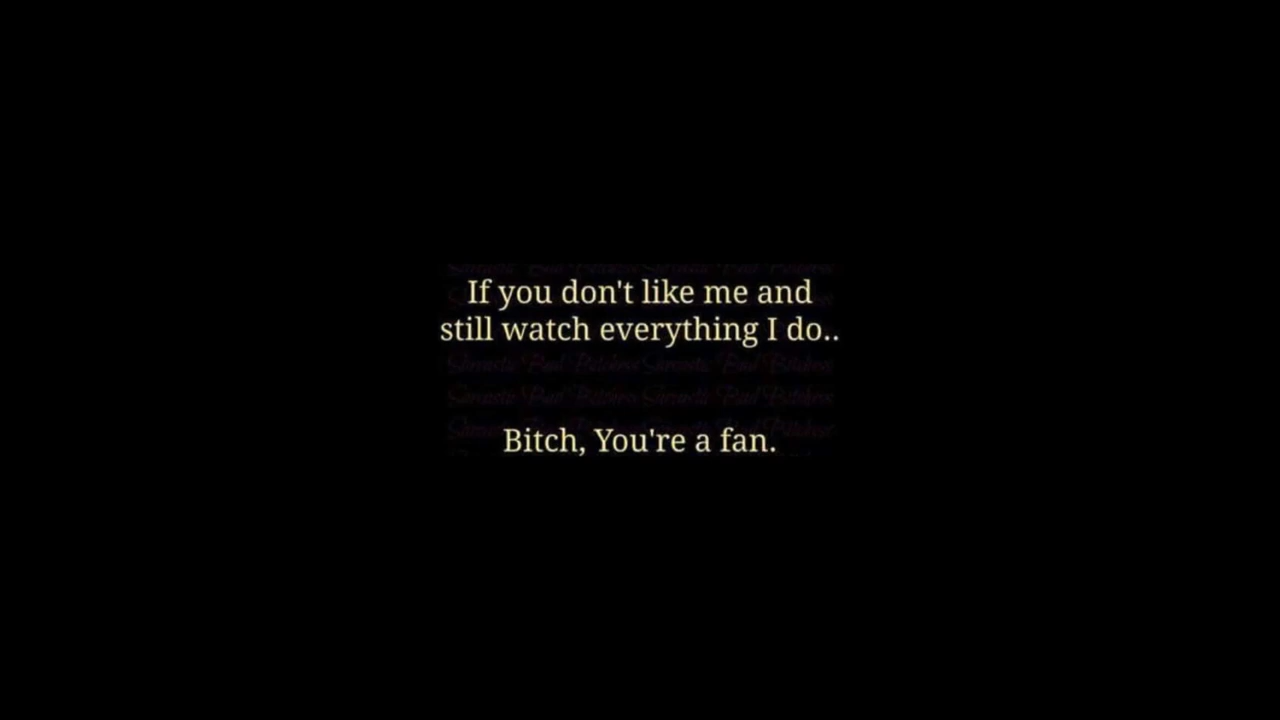 If you don't like me and
still watch everything I do..
Bitch, You're a fan.